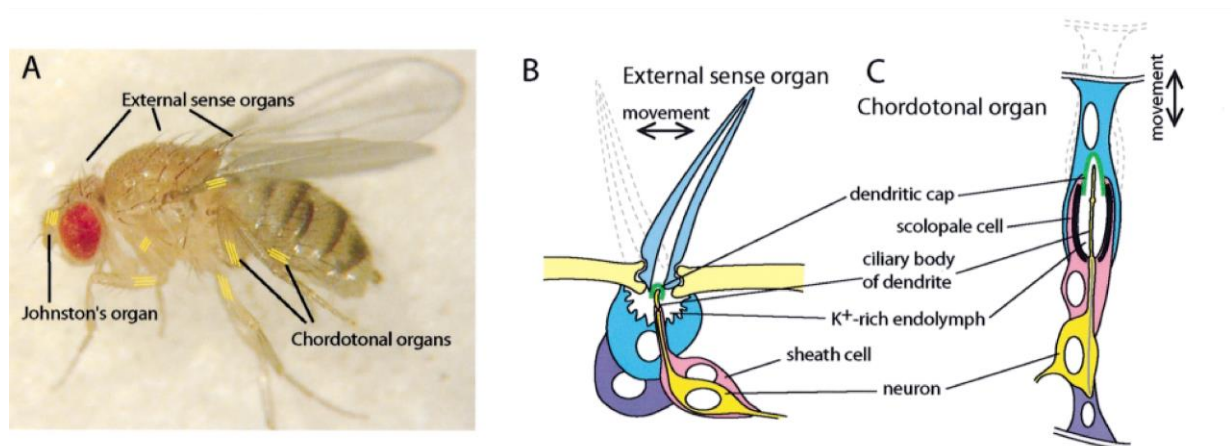 A
External sense organs
Johnston's organ
Chordotonal organs
B
External sense organ
movement
dendritic cap
scolopale cell
ciliary body
of dendrite
K+-rich endolymph
sheath cell
neuron
C
Chordotonal organ
movement